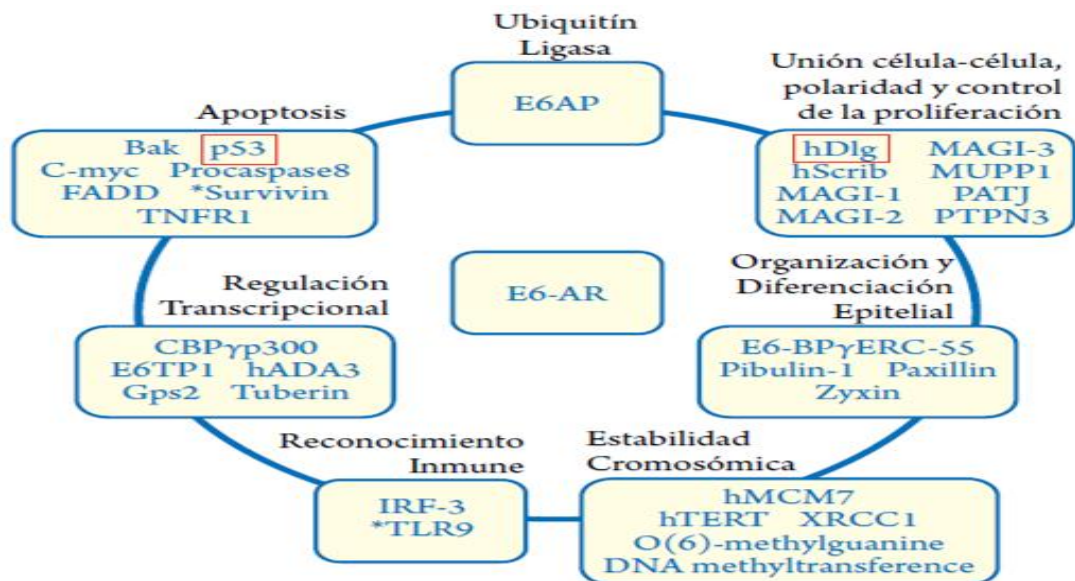 Ubiquitín
Ligasa
E6AP
Unión célula-célula,
polaridad y control
de la proliferación
hDlg MAGI-3
hScrib MUPP1
MAGI-1 PATJ
MAGI-2 PTPN3
Organización y
Diferenciación
Epitelial
E6-BPγERC-55
Pibulin-1 Paxillin
Zyxin
Estabilidad
Cromosómica
hMCM7
hTERT XRCC1
O(6)-methylguanine
DNA methyltransference
Reconocimiento
Inmune
IRF-3
*TLR9
Regulación
Transcripcional
CBPγp300
E6TP1 hADA3
Gps2 Tuberin
Apoptosis
Bak p53
C-myc Procaspase8
FADD *Survivin
TNFR1
E6-AR